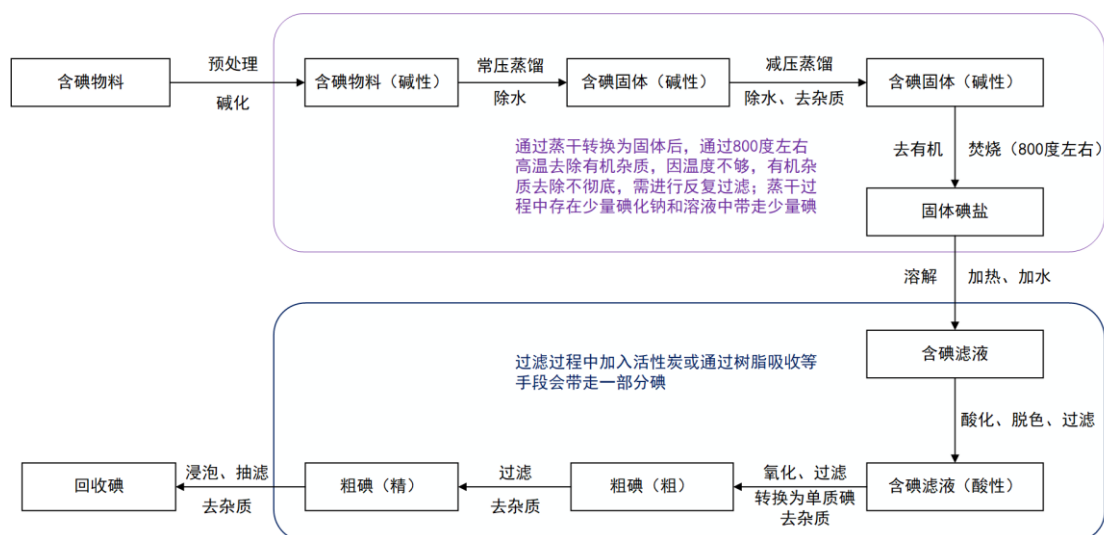 含碘物料
预处理
碱化
含碘物料（碱性）
常压蒸馏
除水
含碘固体（碱性）
减压蒸馏
除水、去杂质
含碘固体（碱性）
通过蒸干转换为固体后，通过800度左右
高温去除有机杂质，因温度不够，有机杂
质去除不彻底，需进行反复过滤；蒸干过
程中存在少量碘化钠和溶液中带走少量碘
去有机
焚烧（800度左右）
固体碘盐
溶解
加热、加水
含碘滤液
过滤过程中加入活性炭或通过树脂吸收等
手段会带走一部分碘
酸化、脱色、过滤
含碘滤液（酸性）
氧化、过滤
转换为单质碘
去杂质
粗碘（粗）
过滤
去杂质
粗碘（精）
浸泡、抽滤
去杂质
回收碘